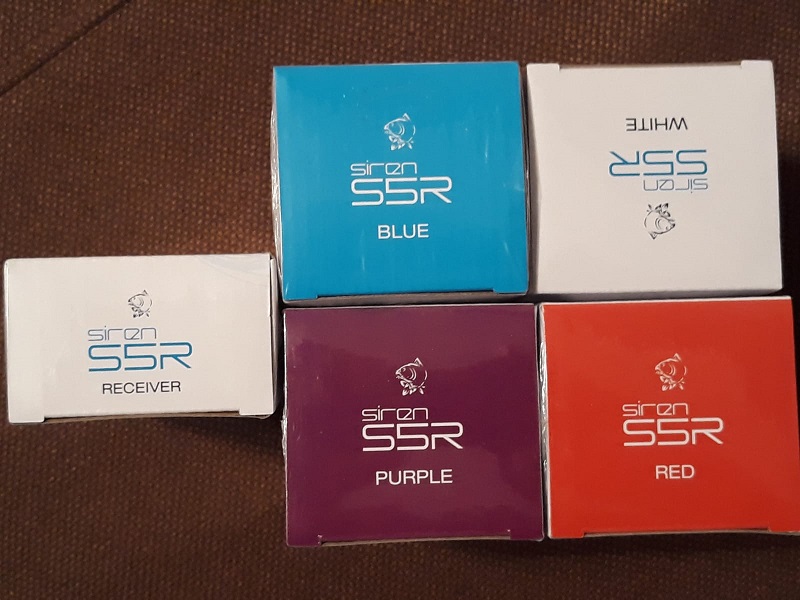 siren
S5R
BLUE
WHITE
S5R
siren
siren
S5R
RECEIVER
siren
S5R
PURPLE
siren
S5R
RED